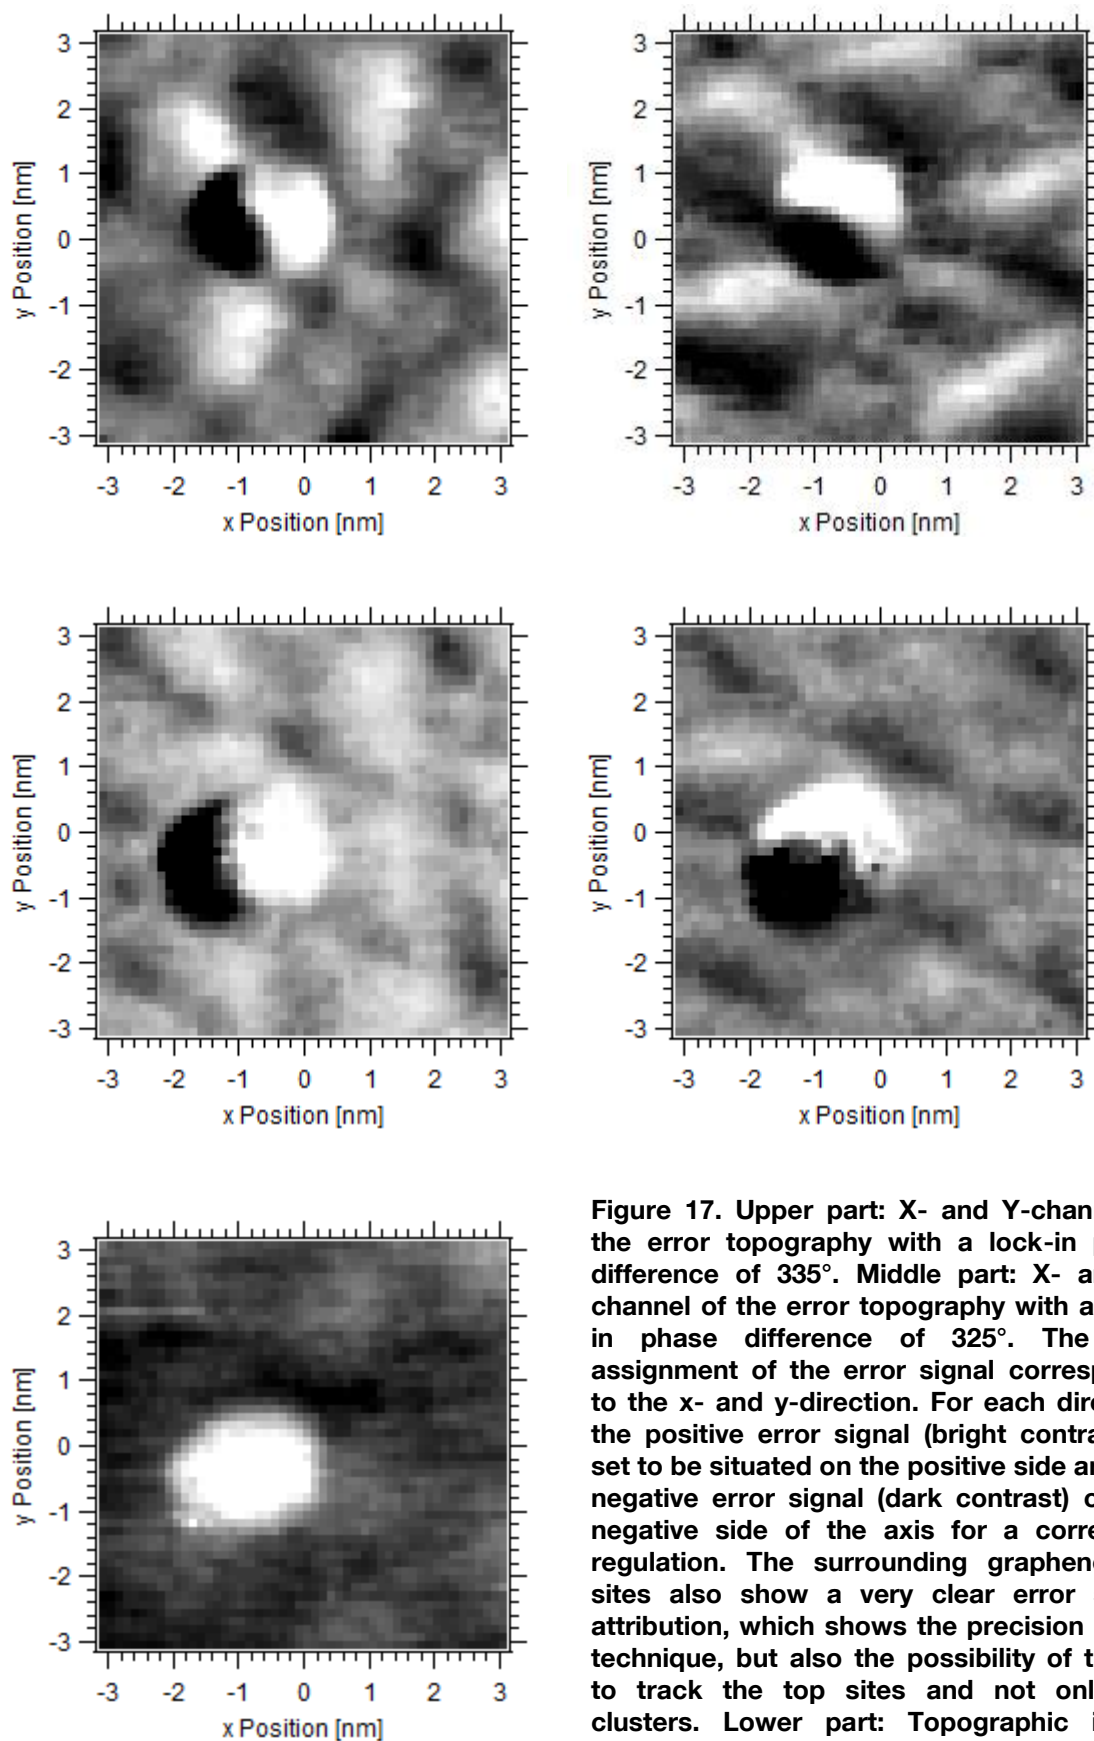 3
2
1
0
-1
-2
-3
y Position [nm]
-3 -2 -1 0 1 2 3
x Position [nm]
3
2
1
0
-1
-2
-3
y Position [nm]
-3 -2 -1 0 1 2 3
x Position [nm]
3
2
1
0
-1
-2
-3
y Position [nm]
-3 -2 -1 0 1 2 3
x Position [nm]
3
2
1
0
-1
-2
-3
y Position [nm]
-3 -2 -1 0 1 2 3
x Position [nm]
3
2
1
0
-1
-2
-3
y Position [nm]
-3 -2 -1 0 1 2 3
x Position [nm]
Figure 17. Upper part: X- and Y-chan
the error topography with a lock-in
difference of 335°. Middle part: X-
channel of the error topography with a
in phase difference of 325°. The
assignment of the error signal corresp
to the x- and y-direction. For each dire
the positive error signal (bright contra
set to be situated on the positive side
negative error signal (dark contrast)
negative side of the axis for a corre
regulation. The surrounding graphene
sites also show a very clear error
attribution, which shows the precision
technique, but also the possibility of
to track the top sites and not onl
clusters. Lower part: Topographic